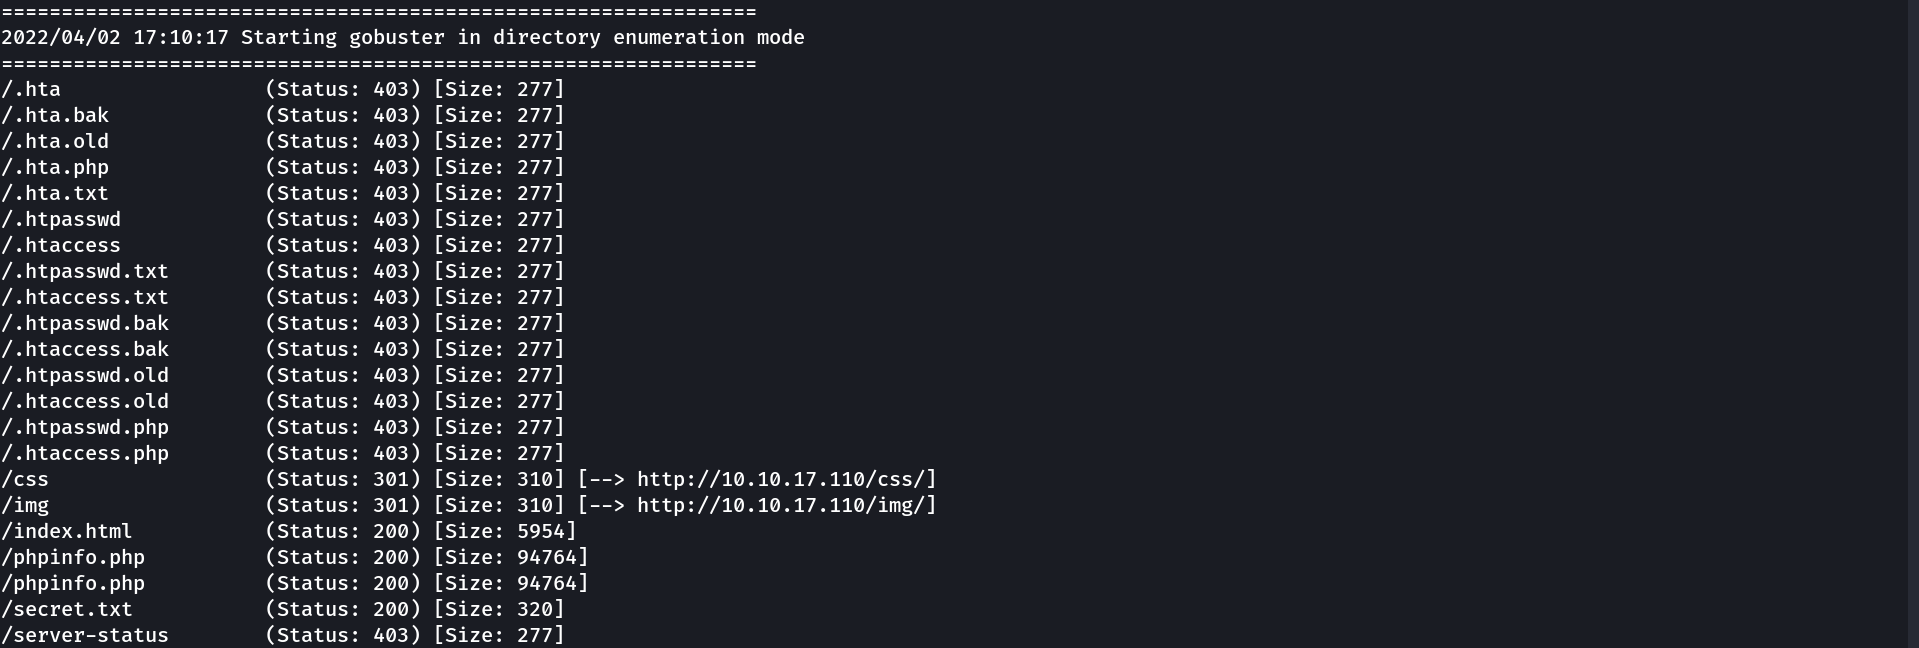 ===============================================================
2022/04/02 17:10:17 Starting gobuster in directory enumeration mode
===============================================================
/.hta                 (Status: 403) [Size: 277]
/.hta.bak             (Status: 403) [Size: 277]
/.hta.old             (Status: 403) [Size: 277]
/.hta.php             (Status: 403) [Size: 277]
/.hta.txt             (Status: 403) [Size: 277]
/.htpasswd            (Status: 403) [Size: 277]
/.htaccess            (Status: 403) [Size: 277]
/.htpasswd.txt        (Status: 403) [Size: 277]
/.htaccess.txt        (Status: 403) [Size: 277]
/.htpasswd.bak        (Status: 403) [Size: 277]
/.htaccess.bak        (Status: 403) [Size: 277]
/.htpasswd.old        (Status: 403) [Size: 277]
/.htaccess.old        (Status: 403) [Size: 277]
/.htpasswd.php        (Status: 403) [Size: 277]
/.htaccess.php        (Status: 403) [Size: 277]
/css                  (Status: 301) [Size: 310] [--> http://10.10.17.110/css/]
/img                  (Status: 301) [Size: 310] [--> http://10.10.17.110/img/]
/index.html           (Status: 200) [Size: 5954]
/phpinfo.php          (Status: 200) [Size: 94764]
/phpinfo.php          (Status: 200) [Size: 94764]
/secret.txt           (Status: 200) [Size: 320]
/server-status        (Status: 403) [Size: 277]